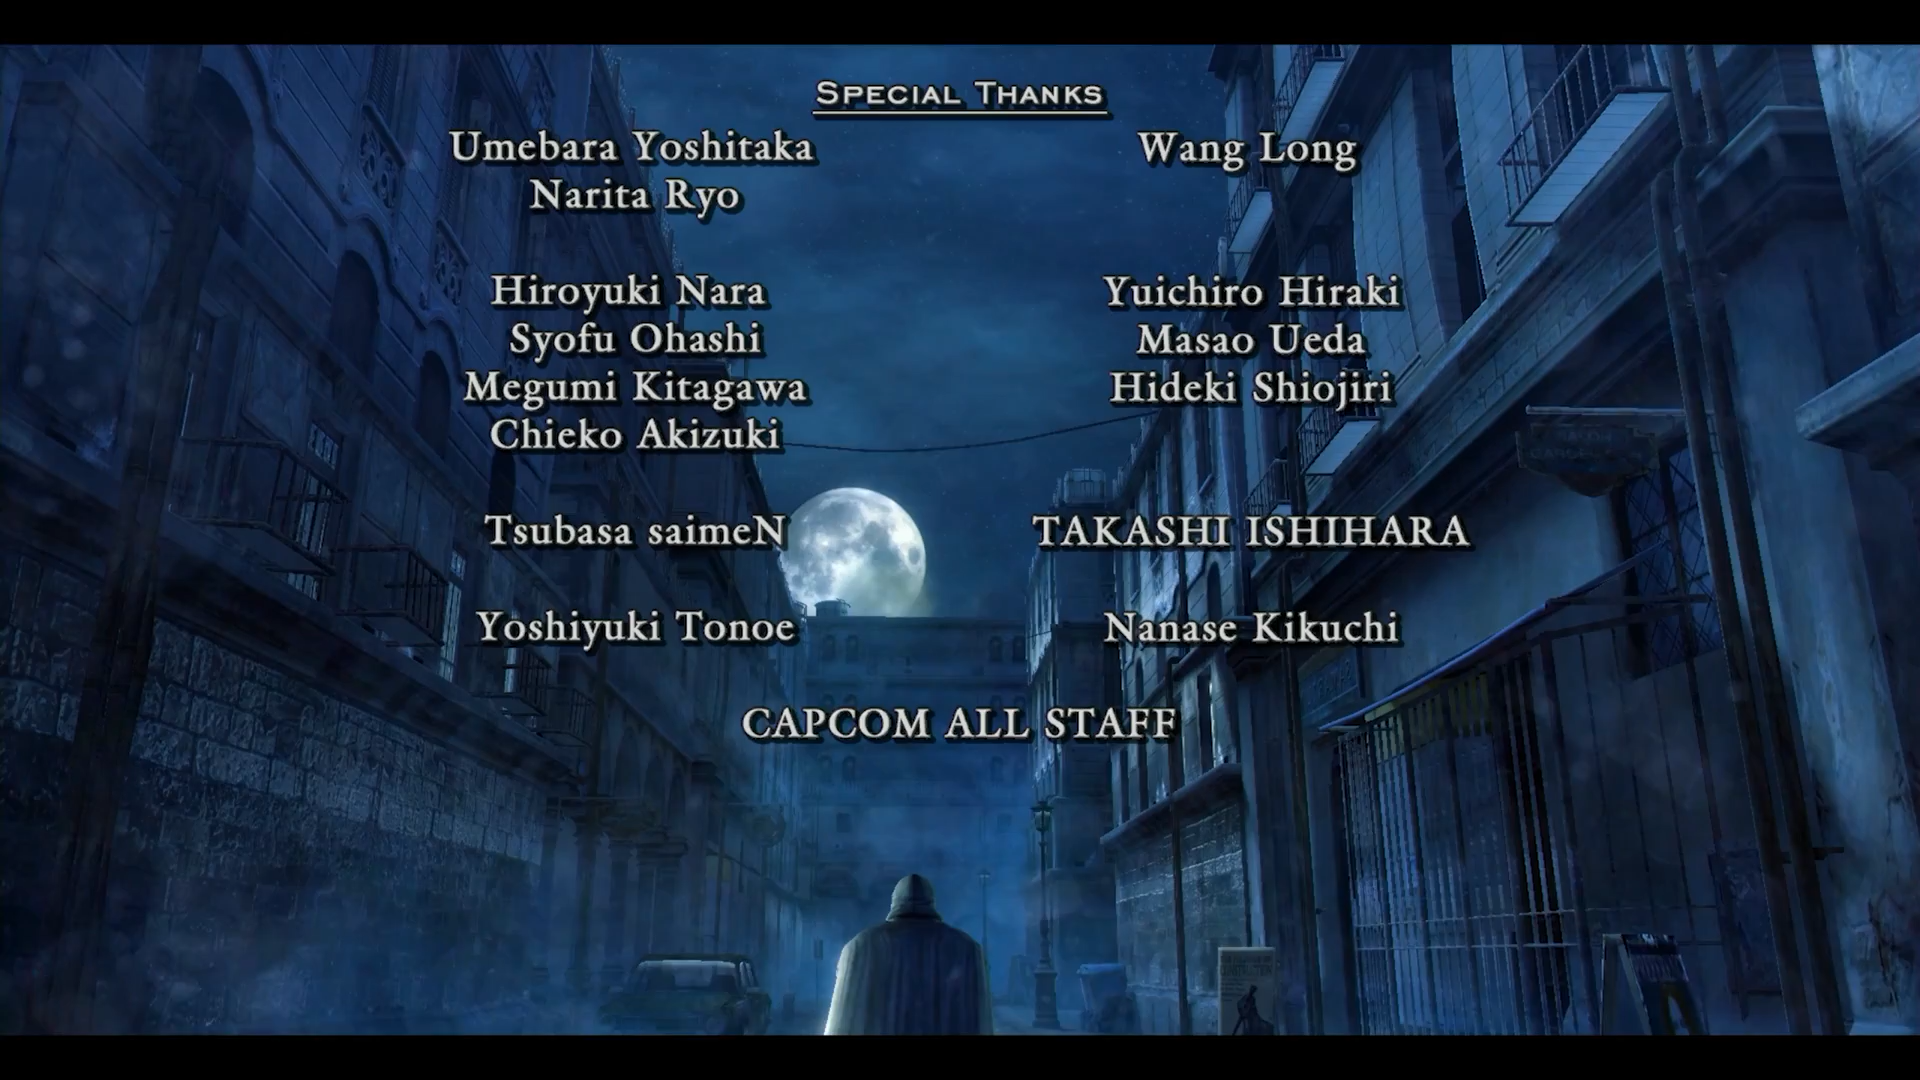 Special Thanks
Umebara Yoshitaka
Wang Long
Narita Ryo
Hiroyuki Nara
Yuichiro Hiraki
Syofu Ohashi
Masao Ueda
Megumi Kitagawa
Hideki Shiojiri
Chieko Akizuki
Tsubasa saimeN
TAKASHI ISHIHARA
Yoshiyuki Tonoe
Nanase Kikuchi
CAPCOM ALL STAFF